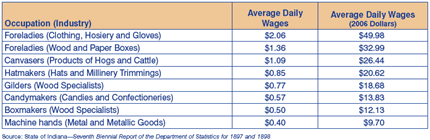 Occupation (Industry) Average Daily Wages Average Daily Wages (2006 Dollars)
Foreladies (Clothing, Hosiery and Gloves) $2.06 $49.98
Foreladies (Wood and Paper Boxes) $1.36 $32.99
Canvasers (Products of Hogs and Cattle) $1.09 $26.44
Hatmakers (Hats and Millinery Trimmings) $0.85 $20.62
Gilders (Wood Specialists) $0.77 $18.68
Candymakers (Candies and Confectioneries) $0.57 $13.83
Boxmakers (Wood Specialists) $0.50 $12.13
Machine hands (Metal and Metallic Goods) $0.40 $9.70
Source: State of Indiana—Seventh Biennial Report of the Department of Statistics for 1897 and 1898